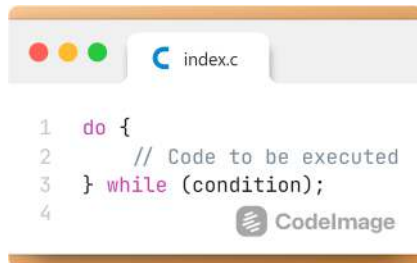 index.c
1 do {
2     // Code to be executed
3 } while (condition);
4
CodeImage